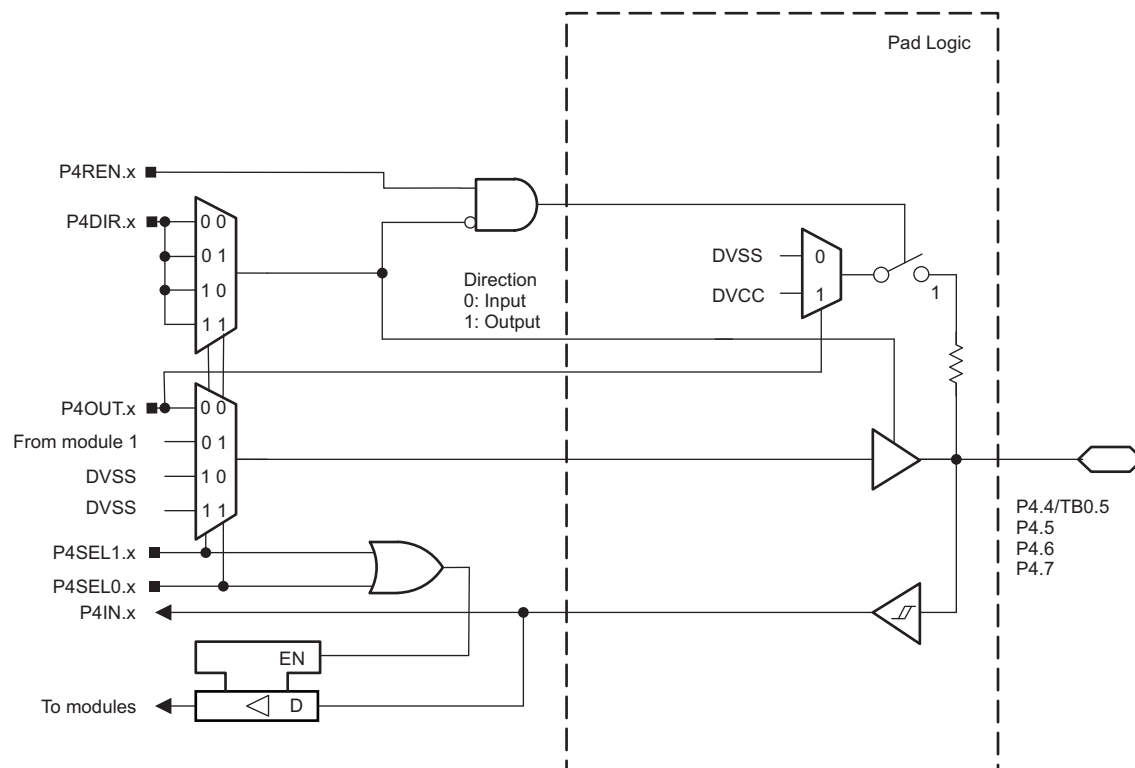 Pad Logic
P4REN.x
P4DIR.x
0 0
0 1
1 0
1 1
Direction
0: Input
1: Output
DVSS
0
DVCC
1
1
P4OUT.x
0 0
From module 1
0 1
DVSS
1 0
DVSS
1 1
P4.4/TB0.5
P4.5
P4.6
P4.7
P4SEL1.x
P4SEL0.x
P4IN.x
EN
To modules
D